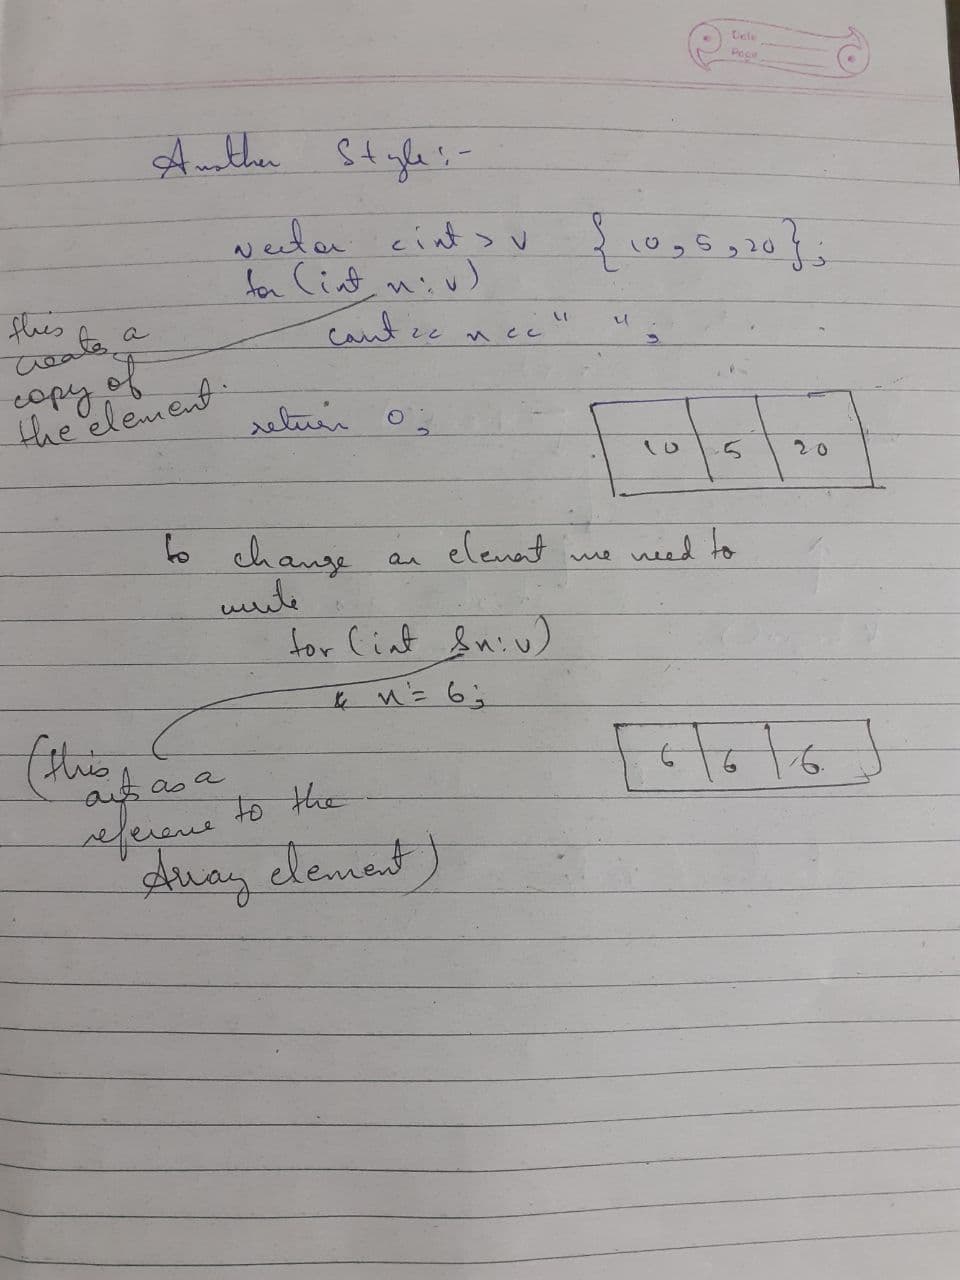 Date
Page
Another Style :-
vector <int> v {10, 5, 20};
for (int n : v)
cout << n << " ";
this
creates a
copy of
the element.
return 0;
10 5 20
to change an element we need to
write
for (int &n : v)
n = 6;
6 6 6
(this
acts as a
reference to the
Array element)